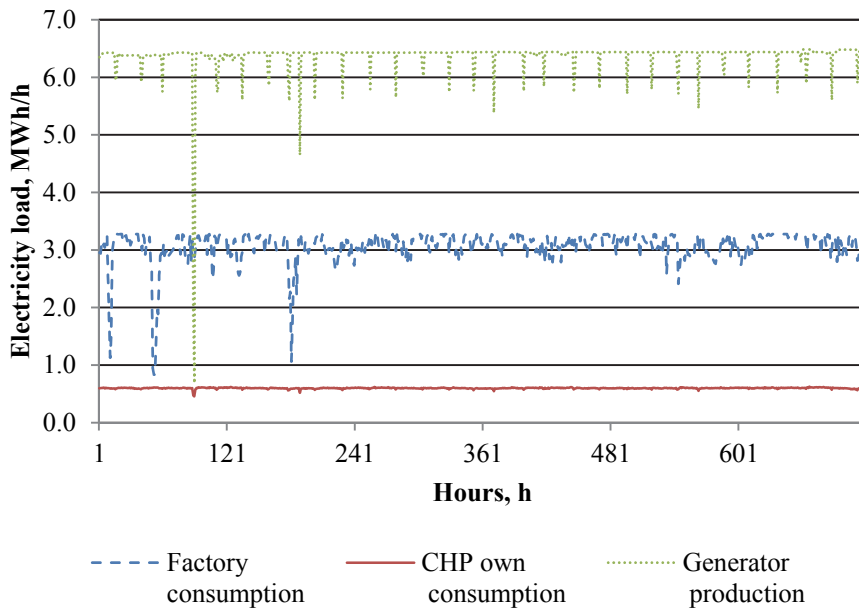 Electricity load, MWh/h
7.0
6.0
5.0
4.0
3.0
2.0
1.0
0.0
1
121
241
361
481
601
Hours, h
Factory
consumption
CHP own
consumption
Generator
production